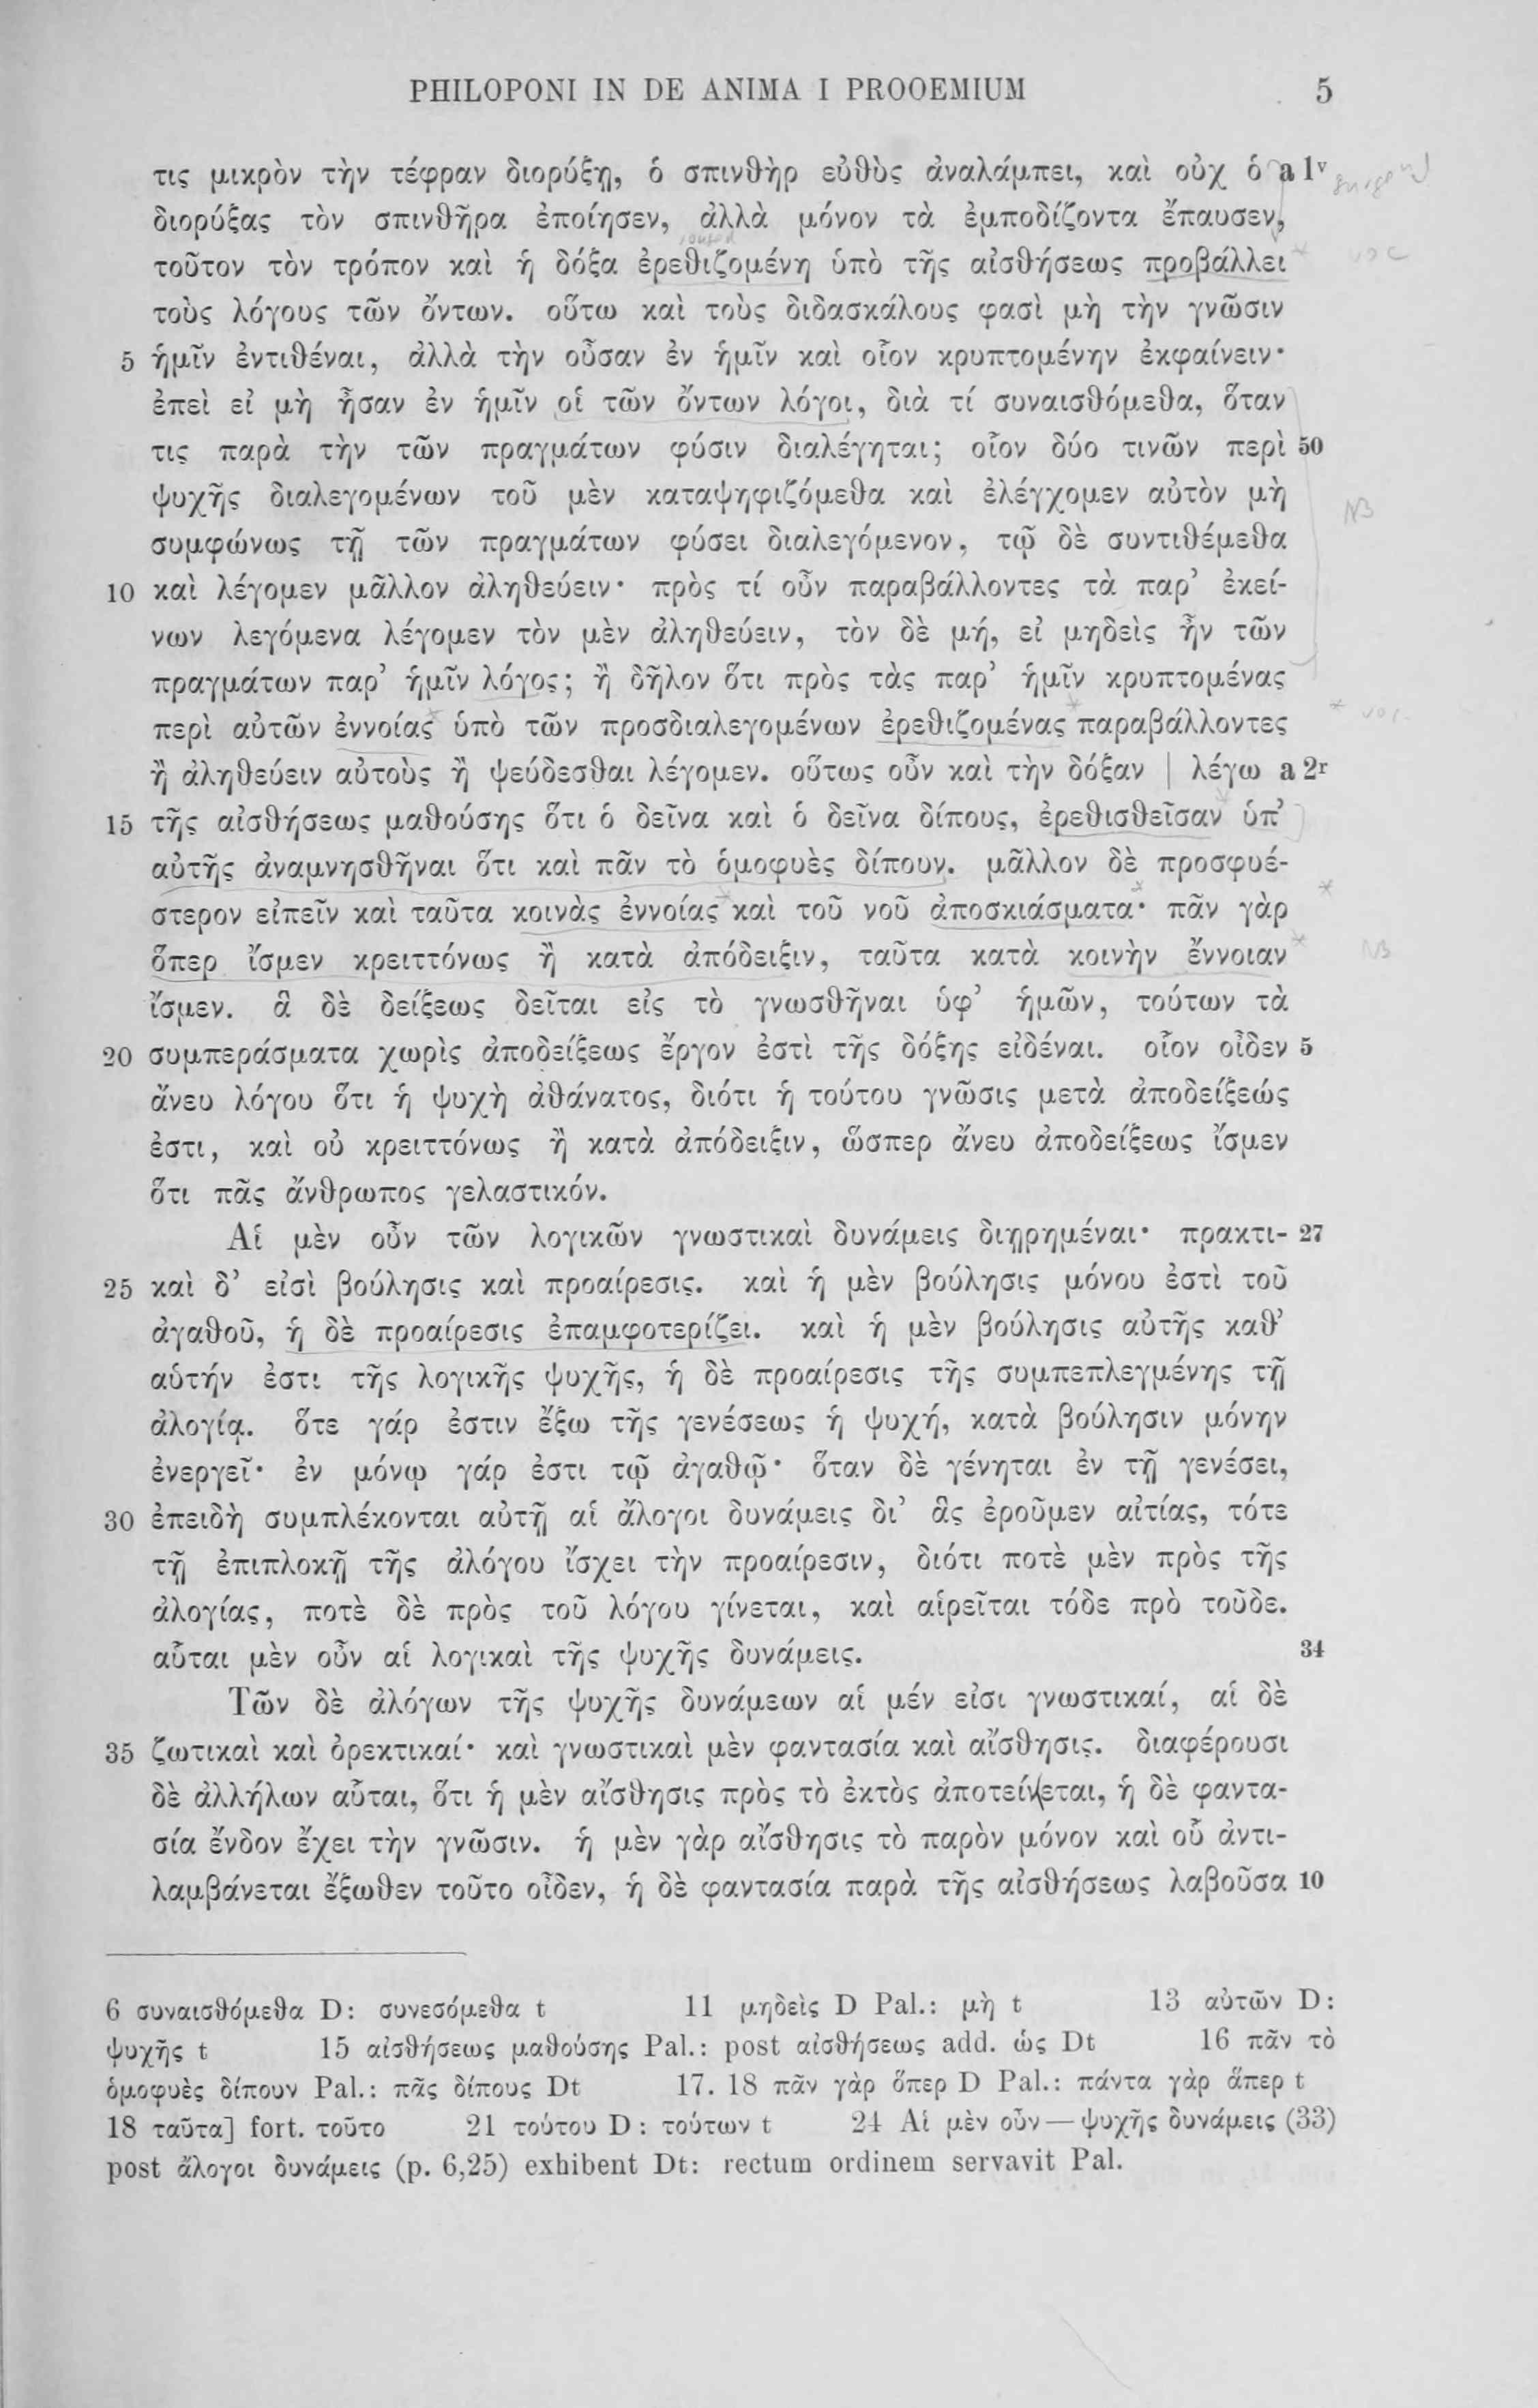 PHILOPONI IN DE ANIMA I PROOEMIUM 5
τις μικρὸν τὴν τέφραν διορύξῃ, ὁ σπινθὴρ εὐθὺς ἀναλάμπει, καὶ οὐχ ὁ a 1v
διορύξας τὸν σπινθῆρα ἐποίησεν, ἀλλὰ μόνον τὰ ἐμποδίζοντα ἔπαυσεν,
τοῦτον τὸν τρόπον καὶ ἡ δόξα ἐρεθιζομένη ὑπὸ τῆς αἰσθήσεως προβάλλει
τοὺς λόγους τῶν ὄντων. οὕτω καὶ τοὺς διδασκάλους φασὶ μὴ τὴν γνῶσιν
5 ἡμῖν ἐντιθέναι, ἀλλὰ τὴν οὖσαν ἐν ἡμῖν καὶ οἷον κρυπτομένην ἐκφαίνειν·
ἐπεὶ εἰ μὴ ἦσαν ἐν ἡμῖν οἱ τῶν ὄντων λόγοι, διὰ τί συναισθόμεθα, ὅταν
τις παρὰ τὴν τῶν πραγμάτων φύσιν διαλέγηται; οἷον δύο τινῶν περὶ 50
ψυχῆς διαλεγομένων τοῦ μὲν καταψηφιζόμεθα καὶ ἐλέγχομεν αὐτὸν μὴ
NB
συμφώνως τῇ τῶν πραγμάτων φύσει διαλεγόμενον, τῷ δὲ συντιθέμεθα
10 καὶ λέγομεν μᾶλλον ἀληθεύειν· πρὸς τί οὖν παραβάλλοντες τὰ παρ’ ἐκεί-
νων λεγόμενα λέγομεν τὸν μὲν ἀληθεύειν, τὸν δὲ μή, εἰ μηδεὶς ἦν τῶν
πραγμάτων παρ’ ἡμῖν λόγος; ἢ δῆλον ὅτι πρὸς τὰς παρ’ ἡμῖν κρυπτομένας
περὶ αὐτῶν ἐννοίας ὑπὸ τῶν προσδιαλεγομένων ἐρεθιζομένας παραβάλλοντες
ἢ ἀληθεύειν αὐτοὺς ἢ ψεύδεσθαι λέγομεν. οὕτως οὖν καὶ τὴν δόξαν | λέγω a 2r
15 τῆς αἰσθήσεως μαθούσης ὅτι ὁ δεῖνα καὶ ὁ δεῖνα δίπους, ἐρεθισθεῖσαν ὑπ’
αὐτῆς ἀναμνησθῆναι ὅτι καὶ πᾶν τὸ ὁμοφυὲς δίπουν. μᾶλλον δὲ προσφυέ-
στερον εἰπεῖν καὶ ταῦτα κοινὰς ἐννοίας καὶ τοῦ νοῦ ἀποσκιάσματα· πᾶν γὰρ
ὅπερ ἴσμεν κρειττόνως ἢ κατὰ ἀπόδειξιν, ταῦτα κατὰ κοινὴν ἔννοιαν
NB
ἴσμεν. ἃ δὲ δείξεως δεῖται εἰς τὸ γνωσθῆναι ὑφ’ ἡμῶν, τούτων τὰ
20 συμπεράσματα χωρὶς ἀποδείξεως ἔργον ἐστὶ τῆς δόξης εἰδέναι. οἷον οἶδεν 5
ἄνευ λόγου ὅτι ἡ ψυχὴ ἀθάνατος, διότι ἡ τούτου γνῶσις μετὰ ἀποδείξεώς
ἐστι, καὶ οὐ κρειττόνως ἢ κατὰ ἀπόδειξιν, ὥσπερ ἄνευ ἀποδείξεως ἴσμεν
ὅτι πᾶς ἄνθρωπος γελαστικόν.
Αἱ μὲν οὖν τῶν λογικῶν γνωστικαὶ δυνάμεις διῃρημέναι· πρακτι- 27
25 καὶ δ’ εἰσὶ βούλησις καὶ προαίρεσις. καὶ ἡ μὲν βούλησις μόνου ἐστὶ τοῦ
ἀγαθοῦ, ἡ δὲ προαίρεσις ἐπαμφοτερίζει. καὶ ἡ μὲν βούλησις αὐτῆς καθ’
αὑτήν ἐστι τῆς λογικῆς ψυχῆς, ἡ δὲ προαίρεσις τῆς συμπεπλεγμένης τῇ
ἀλογίᾳ. ὅτε γάρ ἐστιν ἔξω τῆς γενέσεως ἡ ψυχή, κατὰ βούλησιν μόνην
ἐνεργεῖ· ἐν μόνῳ γάρ ἐστι τῷ ἀγαθῷ· ὅταν δὲ γένηται ἐν τῇ γενέσει,
30 ἐπειδὴ συμπλέκονται αὐτῇ αἱ ἄλογοι δυνάμεις δι’ ἃς ἐροῦμεν αἰτίας, τότε
τῇ ἐπιπλοκῇ τῆς ἀλόγου ἴσχει τὴν προαίρεσιν, διότι ποτὲ μὲν πρὸς τῆς
ἀλογίας, ποτὲ δὲ πρὸς τοῦ λόγου γίνεται, καὶ αἱρεῖται τόδε πρὸ τοῦδε.
αὗται μὲν οὖν αἱ λογικαὶ τῆς ψυχῆς δυνάμεις. 34
Τῶν δὲ ἀλόγων τῆς ψυχῆς δυνάμεων αἱ μέν εἰσι γνωστικαί, αἱ δὲ
35 ζωτικαὶ καὶ ὀρεκτικαί· καὶ γνωστικαὶ μὲν φαντασία καὶ αἴσθησις. διαφέρουσι
δὲ ἀλλήλων αὗται, ὅτι ἡ μὲν αἴσθησις πρὸς τὸ ἐκτὸς ἀποτείνεται, ἡ δὲ φαντα-
σία ἔνδον ἔχει τὴν γνῶσιν. ἡ μὲν γὰρ αἴσθησις τὸ παρὸν μόνον καὶ οὗ ἀντι-
λαμβάνεται ἔξωθεν τοῦτο οἶδεν, ἡ δὲ φαντασία παρὰ τῆς αἰσθήσεως λαβοῦσα 10
6 συναισθόμεθα D: συνεσόμεθα t 11 μηδεὶς D Pal.: μὴ t 13 αὐτῶν D:
ψυχῆς t 15 αἰσθήσεως μαθούσης Pal.: post αἰσθήσεως add. ὡς Dt 16 πᾶν τὸ
ὁμοφυὲς δίπουν Pal.: πᾶς δίπους Dt 17. 18 πᾶν γὰρ ὅπερ D Pal.: πάντα γὰρ ἅπερ t
18 ταῦτα] fort. τοῦτο 21 τούτου D: τούτων t 24 Αἱ μὲν οὖν — ψυχῆς δυνάμεις (33)
post ἄλογοι δυνάμεις (p. 6,25) exhibent Dt: rectum ordinem servavit Pal.